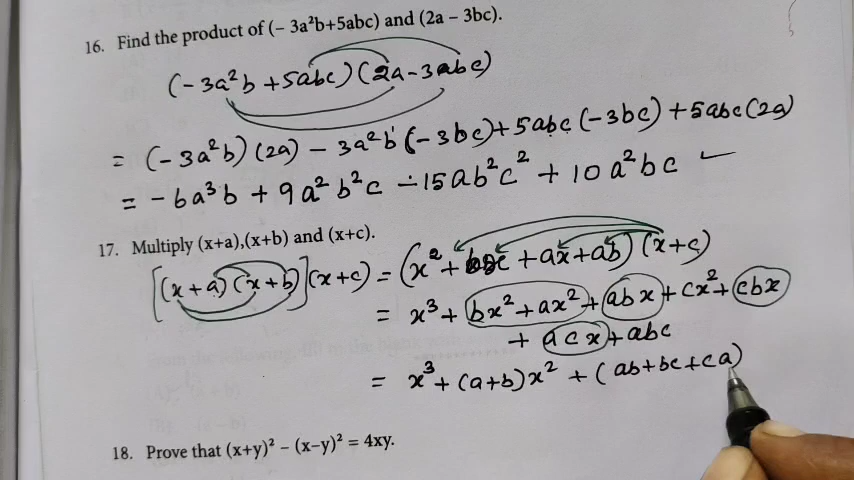 16. Find the product of (– 3a²b+5abc) and (2a – 3bc).
(-3a²b +5abc)(2a-3abc)
= (-3a²b)(2a) - 3a²b(-3bc)+5abc(-3bc)+5abc(2a)
= -6a³b + 9a²b²c -15ab²c² + 10a²bc
17. Multiply (x+a),(x+b) and (x+c).
[(x+a)(x+b)](x+c) = (x²+ bx +ax+ab)(x+c)
= x³+ bx²+ax²+abx+cx²+cbx
+ acx+abc
= x³+(a+b)x² +(ab+bc+ca)
18. Prove that (x+y)² – (x–y)² = 4xy.